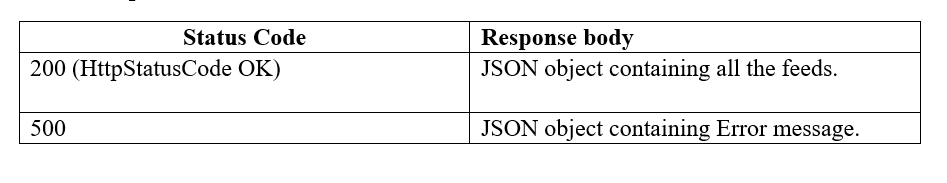 Status Code Response body
200 (HttpStatusCode OK) JSON object containing all the feeds.
500 JSON object containing Error message.